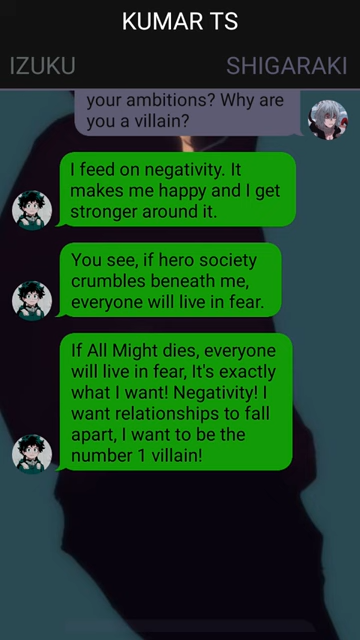 KUMAR TS
IZUKU SHIGARAKI
your ambitions? Why are
you a villain?
I feed on negativity. It
makes me happy and I get
stronger around it.
You see, if hero society
crumbles beneath me,
everyone will live in fear.
If All Might dies, everyone
will live in fear, It's exactly
what I want! Negativity! I
want relationships to fall
apart, I want to be the
number 1 villain!